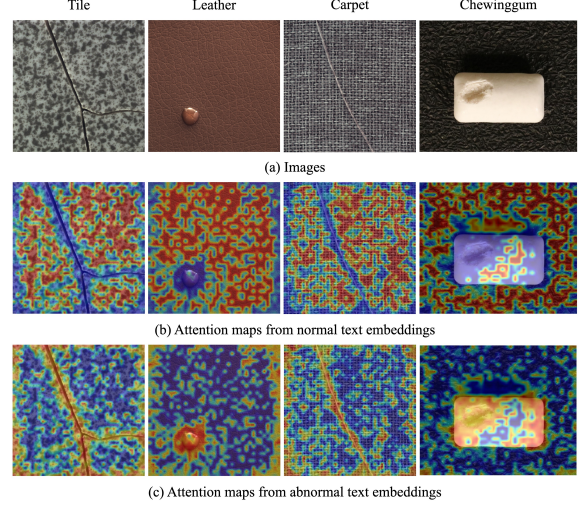 Tile Leather Carpet Chewinggum
(a) Images
(b) Attention maps from normal text embeddings
(c) Attention maps from abnormal text embeddings